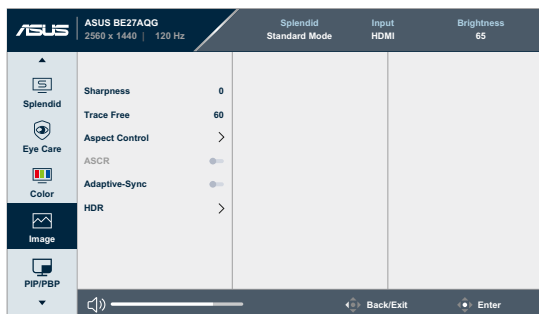 ASUS
ASUS BE27AQG
2560 x 1440 | 120 Hz
Splendid
Standard Mode
Input
HDMI
Brightness
65
S
Splendid
Eye Care
Color
Image
PIP/PBP
Sharpness 0
Trace Free 60
Aspect Control
ASCR
Adaptive-Sync
HDR
Back/Exit
Enter